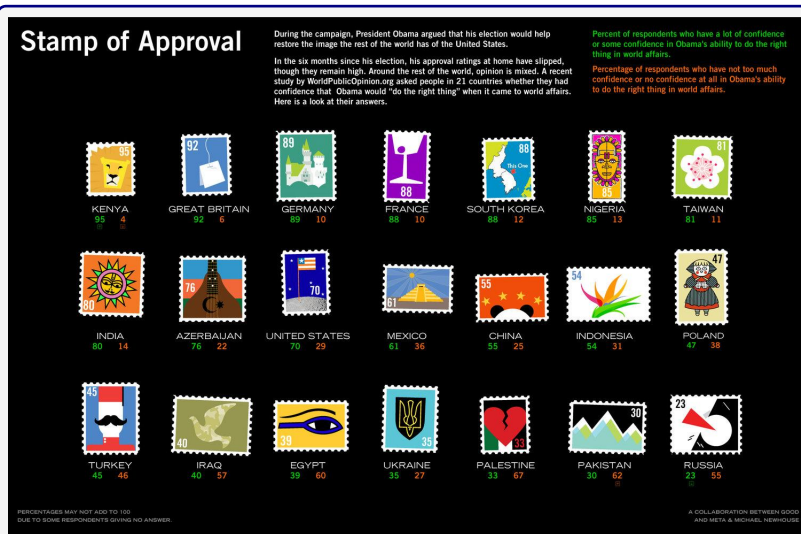 Stamp of Approval
During the campaign, President Obama argued that his election would help
restore the image the rest of the world has of the United States.
In the six months since his election, his approval ratings at home have slipped,
though they remain high. Around the rest of the world, opinion is mixed. A recent
study by WorldPublicOpinion.org asked people in 21 countries whether they had
confidence that Obama would "do the right thing" when it came to world affairs.
Here is a look at their answers.
Percent of respondents who have a lot of confidence
or some confidence in Obama's ability to do the right
thing in world affairs.
Percentage of respondents who have not too much
confidence or no confidence at all in Obama's ability
to do the right thing in world affairs.
95 92 89 88 88 This One 85 81
KENYA GREAT BRITAIN GERMANY FRANCE SOUTH KOREA NIGERIA TAIWAN
95 4 92 6 89 10 88 10 88 12 85 13 81 11
80 76 70 61 55 54 47
INDIA AZERBAIJAN UNITED STATES MEXICO CHINA INDONESIA POLAND
80 14 76 22 70 29 61 36 55 25 54 31 47 38
45 40 39 35 33 30 23
TURKEY IRAQ EGYPT UKRAINE PALESTINE PAKISTAN RUSSIA
45 46 40 57 39 60 35 27 33 67 30 62 23 55
PERCENTAGES MAY NOT ADD TO 100
DUE TO SOME RESPONDENTS GIVING NO ANSWER.
A COLLABORATION BETWEEN GOOD
AND META & MICHAEL NEWHOUSE